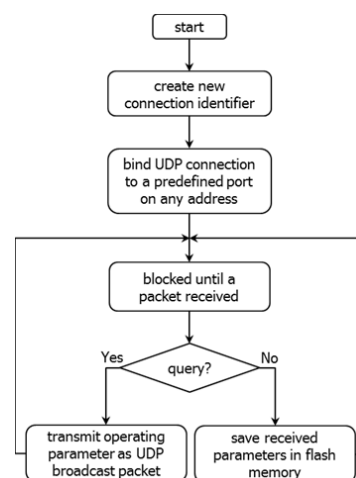 start
create new
connection identifier
bind UDP connection
to a predefined port
on any address
blocked until a
packet received
Yes
query?
No
transmit operating
parameter as UDP
broadcast packet
save received
parameters in flash
memory